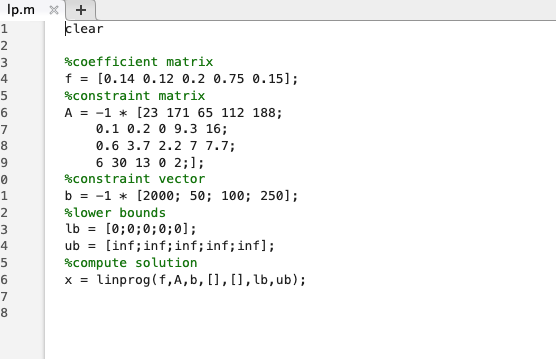 lp.m × +
1 clear
2
3 %coefficient matrix
4 f = [0.14 0.12 0.2 0.75 0.15];
5 %constraint matrix
6 A = -1 * [23 171 65 112 188;
7 0.1 0.2 0 9.3 16;
8 0.6 3.7 2.2 7 7.7;
9 6 30 13 0 2;];
0 %constraint vector
1 b = -1 * [2000; 50; 100; 250];
2 %lower bounds
3 lb = [0;0;0;0;0];
4 ub = [inf;inf;inf;inf;inf];
5 %compute solution
6 x = linprog(f,A,b,[],[],lb,ub);
7
8